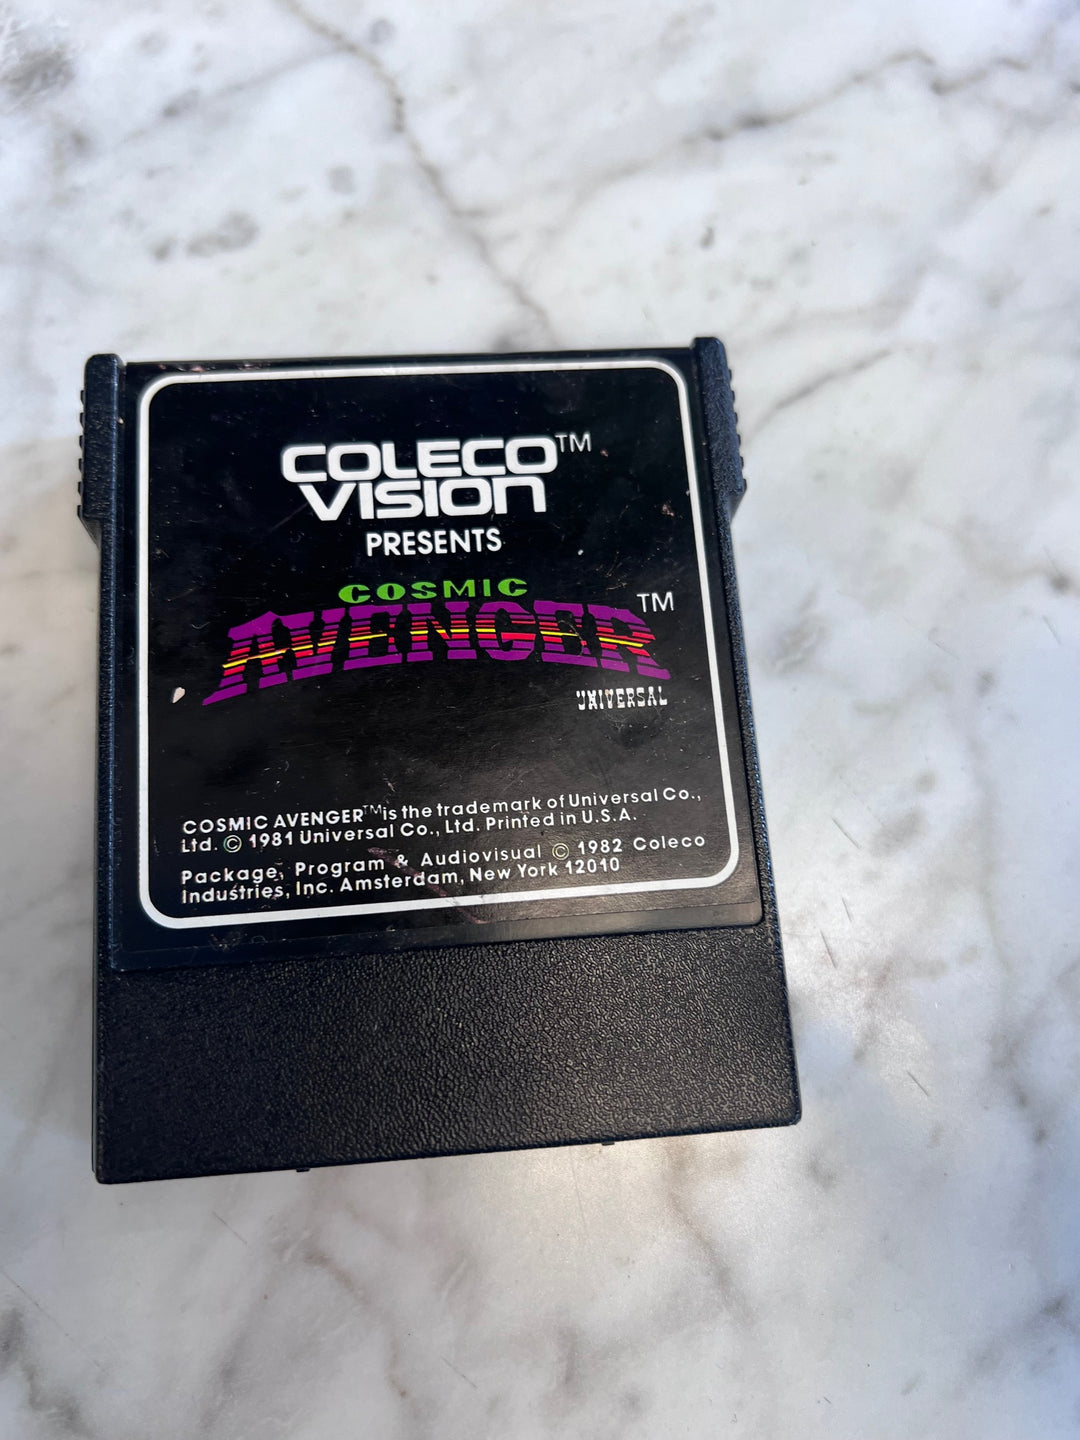 COLECO™
VISION
PRESENTS
COSMIC
AVENGER™
UNIVERSAL
COSMIC AVENGER™ is the trademark of Universal Co.,
Ltd. © 1981 Universal Co., Ltd. Printed in U.S.A.
Package, Program & Audiovisual © 1982 Coleco
Industries, Inc. Amsterdam, New York 12010